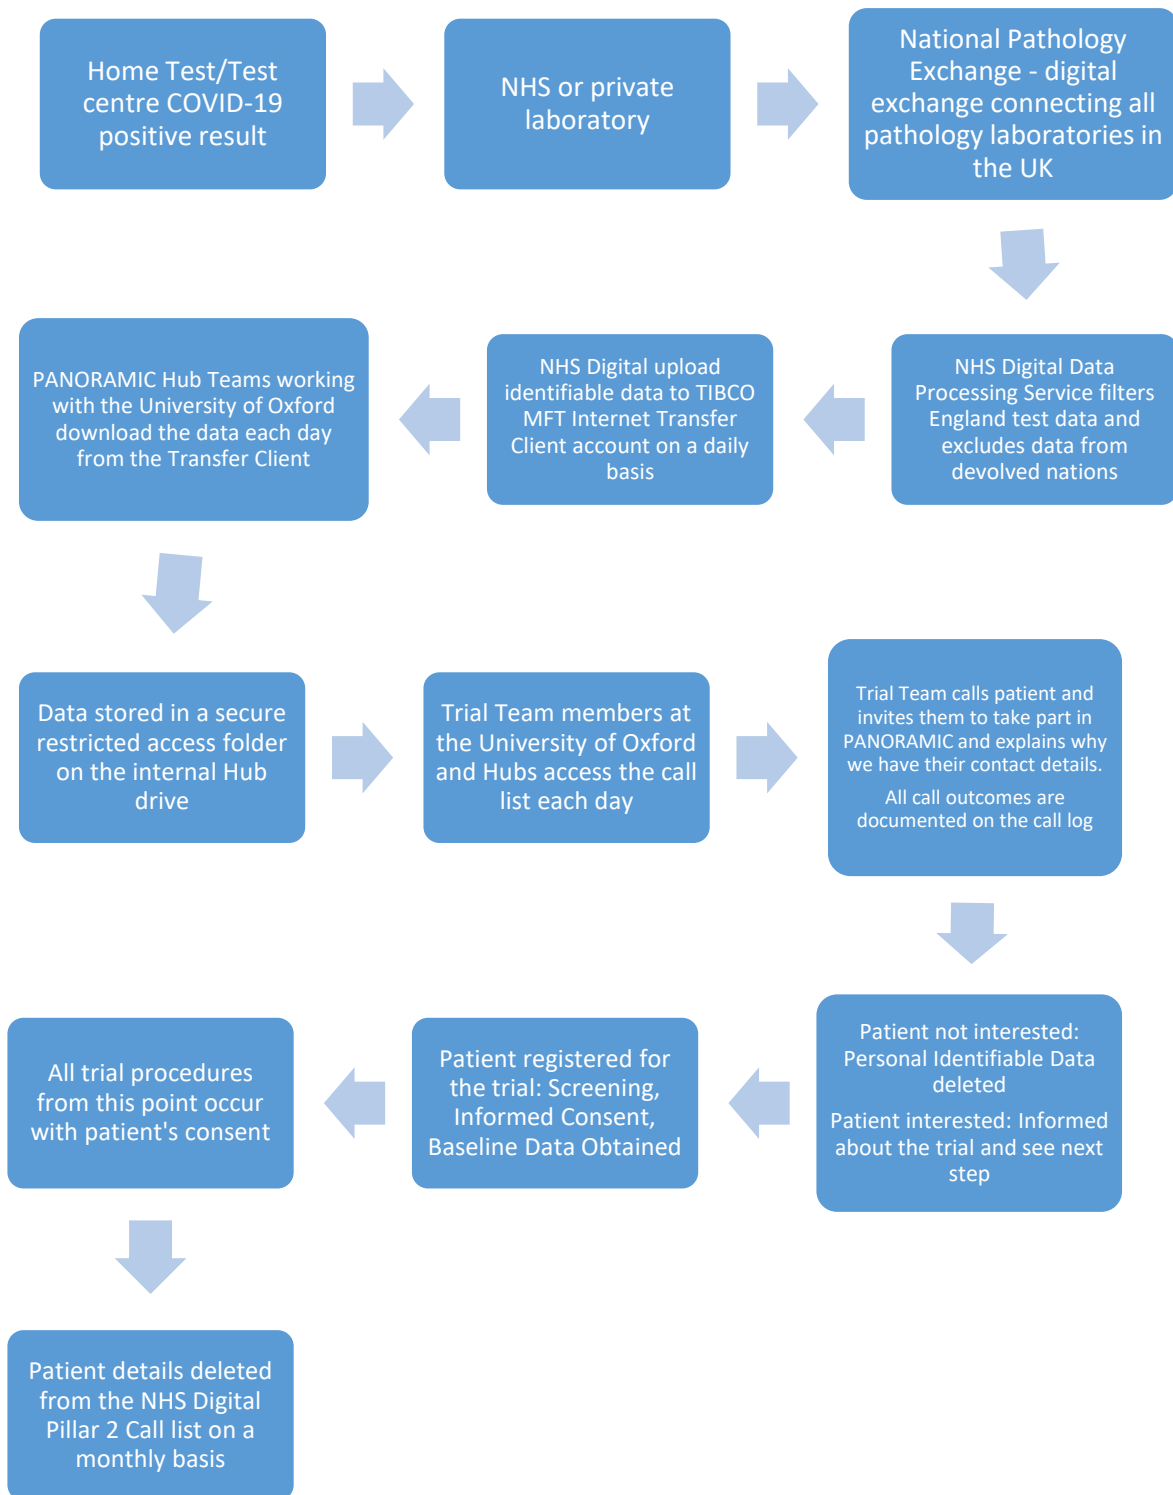 Home Test/Test
centre COVID-19
positive result
NHS or private
laboratory
National Pathology
Exchange - digital
exchange connecting all
pathology laboratories in
the UK
NHS Digital Data
Processing Service filters
England test data and
excludes data from
devolved nations
NHS Digital upload
identifiable data to TIBCO
MFT Internet Transfer
Client account on a daily
basis
PANORAMIC Hub Teams working
with the University of Oxford
download the data each day
from the Transfer Client
Data stored in a secure
restricted access folder
on the internal Hub
drive
Trial Team members at
the University of Oxford
and Hubs access the call
list each day
Trial Team calls patient and
invites them to take part in
PANORAMIC and explains why
we have their contact details.
All call outcomes are
documented on the call log
Patient not interested:
Personal Identifiable Data
deleted
Patient interested: Informed
about the trial and see next
step
Patient registered for
the trial: Screening,
Informed Consent,
Baseline Data Obtained
All trial procedures
from this point occur
with patient's consent
Patient details deleted
from the NHS Digital
Pillar 2 Call list on a
monthly basis